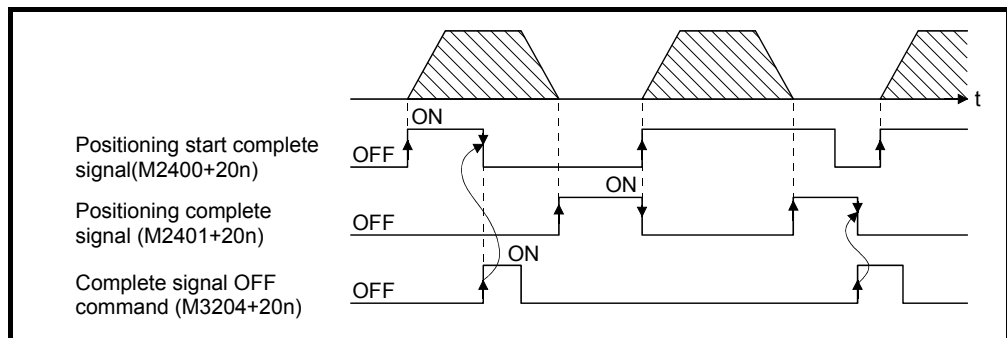 t
ON
Positioning start complete
signal(M2400+20n)
OFF
ON
Positioning complete
signal (M2401+20n)
OFF
ON
Complete signal OFF
command (M3204+20n)
OFF